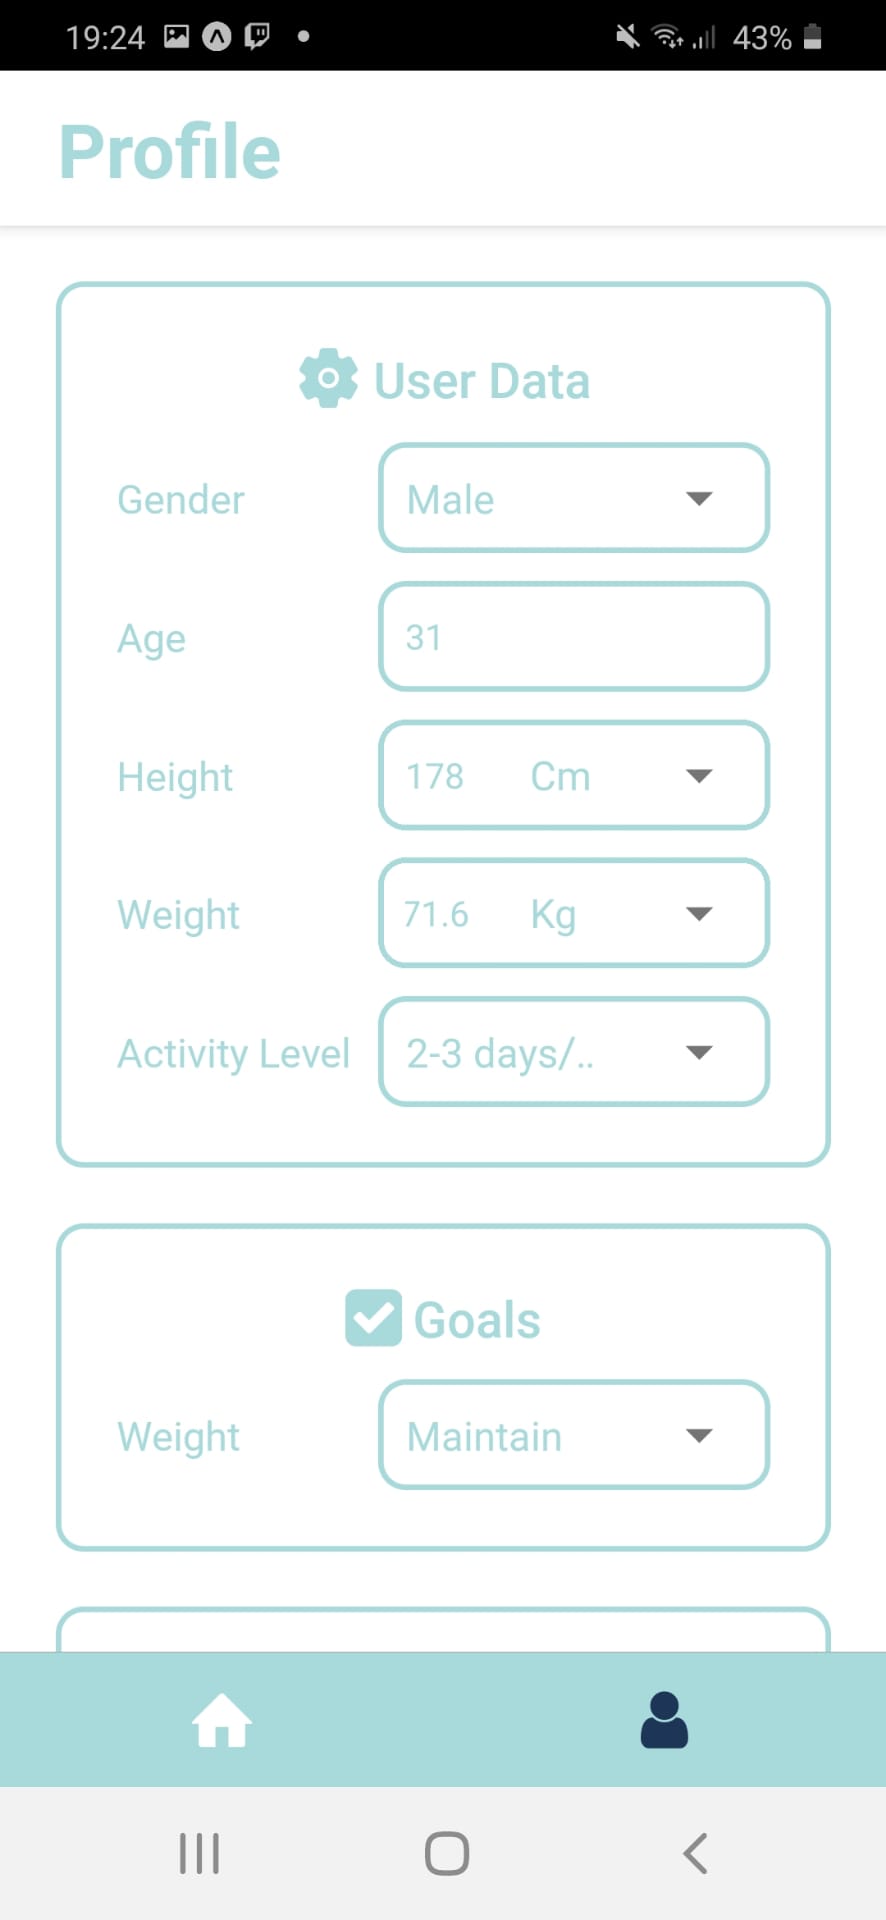 19:24 43%
Profile
User Data
Gender Male
Age 31
Height 178 Cm
Weight 71.6 Kg
Activity Level 2-3 days/..
Goals
Weight Maintain